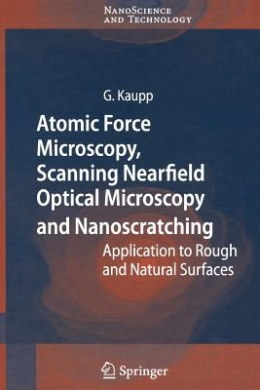 NanoScience
and Technology
G. Kaupp
Atomic Force
Microscopy,
Scanning Nearfield
Optical Microscopy
and Nanoscratching
Application to Rough
and Natural Surfaces
Springer